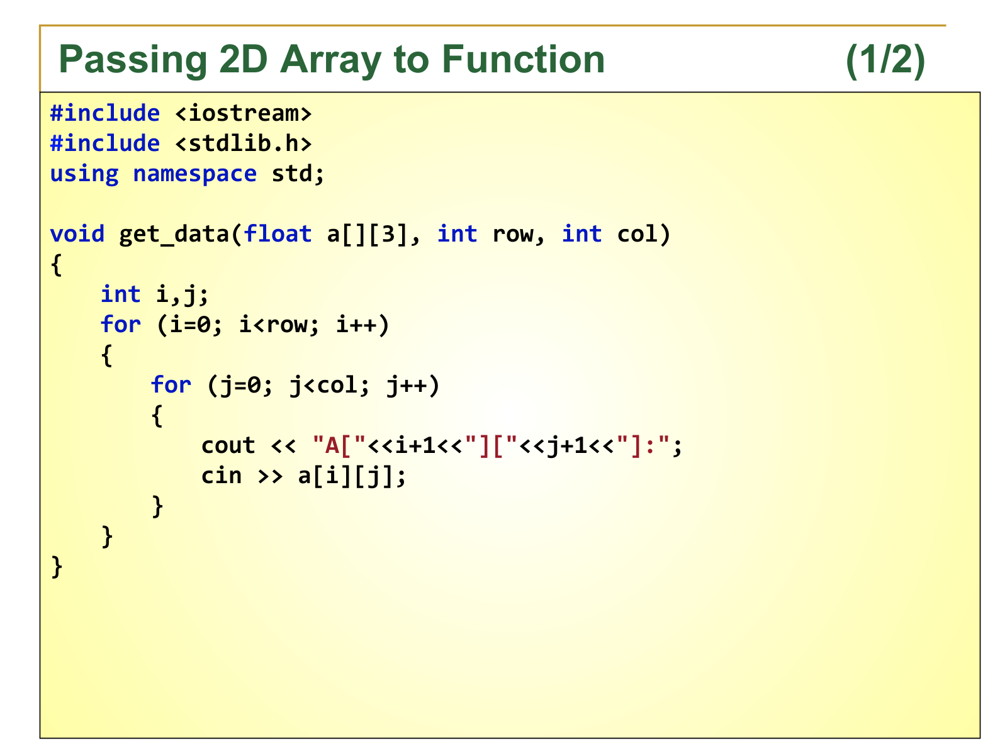 Passing 2D Array to Function (1/2)
#include <iostream>
#include <stdlib.h>
using namespace std;
void get_data(float a[][3], int row, int col)
{
int i,j;
for (i=0; i<row; i++)
{
for (j=0; j<col; j++)
{
cout << "A["<<i+1<<"]["<<j+1<<"]:";
cin >> a[i][j];
}
}
}